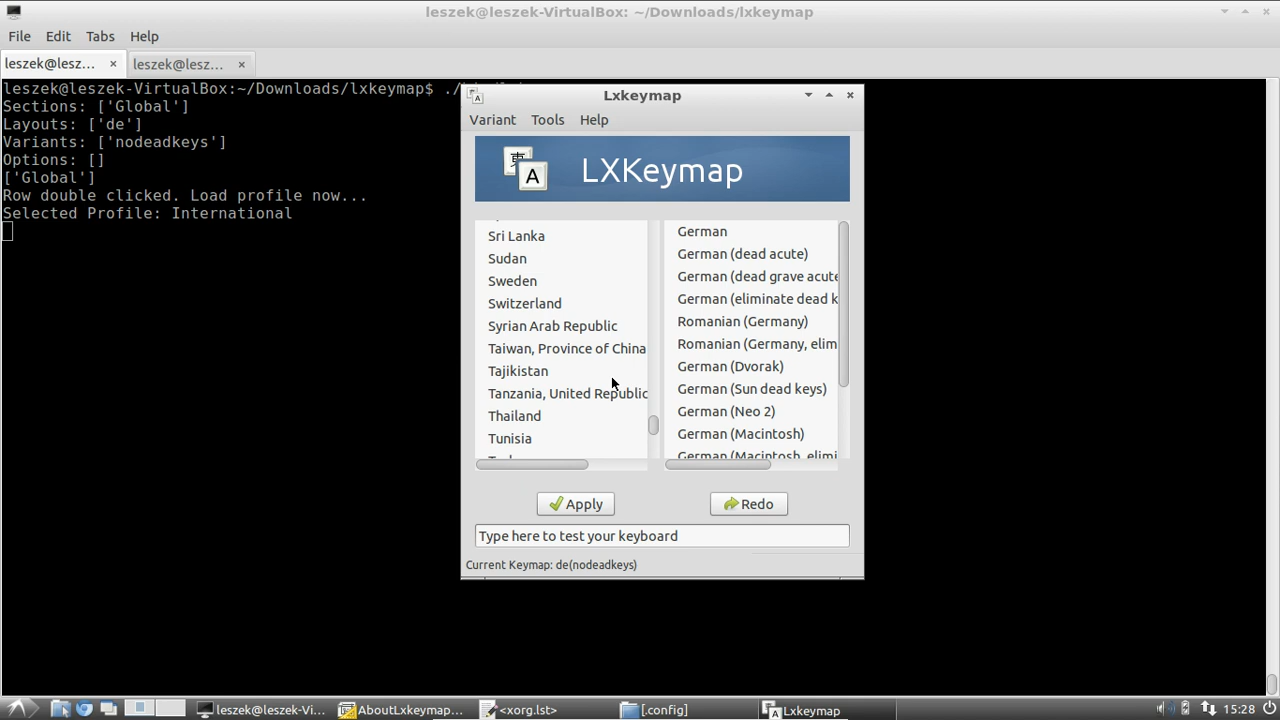 leszek@leszek-VirtualBox: ~/Downloads/lxkeymap
File Edit Tabs Help
leszek@lesz... × leszek@lesz... ×
leszek@leszek-VirtualBox:~/Downloads/lxkeymap$ ./
Sections: ['Global']
Layouts: ['de']
Variants: ['nodeadkeys']
Options: []
['Global']
Row double clicked. Load profile now...
Selected Profile: International
Lxkeymap
Variant Tools Help
A
LXKeymap
Sri Lanka
Sudan
Sweden
Switzerland
Syrian Arab Republic
Taiwan, Province of China
Tajikistan
Tanzania, United Republic
Thailand
Tunisia
German
German (dead acute)
German (dead grave acute
German (eliminate dead k
Romanian (Germany)
Romanian (Germany, elim
German (Dvorak)
German (Sun dead keys)
German (Neo 2)
German (Macintosh)
German (Macintosh, elimi
Apply Redo
Type here to test your keyboard
Current Keymap: de(nodeadkeys)
leszek@leszek-Vi... AboutLxkeymap... <xorg.lst> [.config] Lxkeymap 15:28